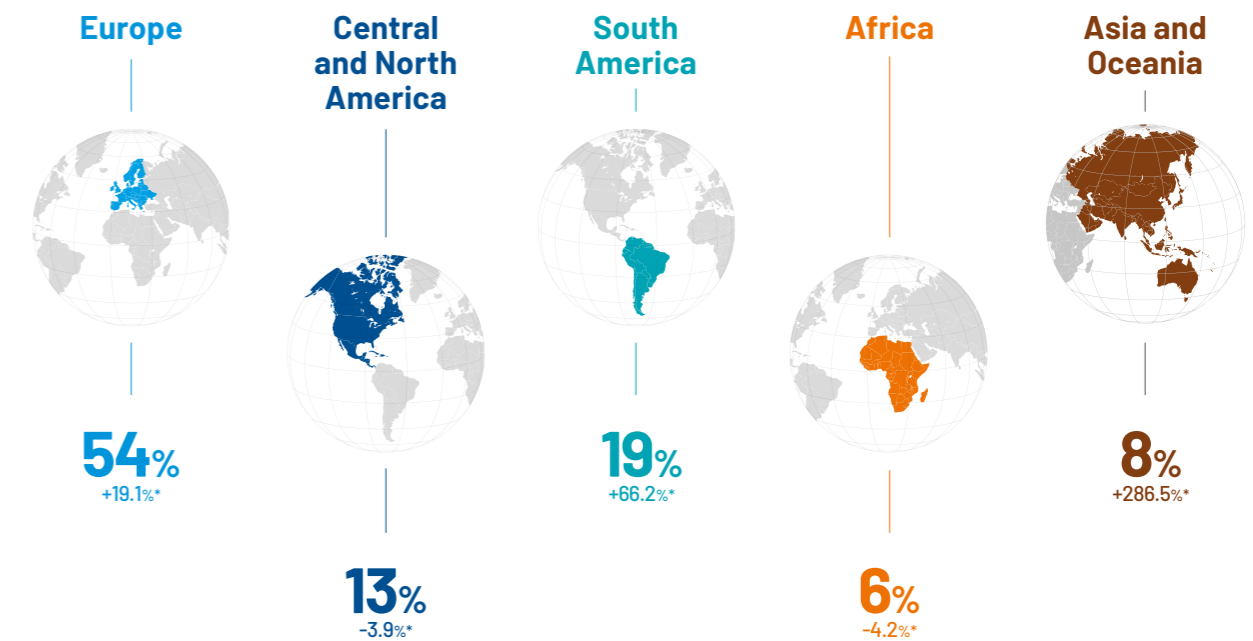 Europe
54%
+19.1%*
Central
and North
America
13%
-3.9%*
South
America
19%
+66.2%*
Africa
6%
-4.2%*
Asia and
Oceania
8%
+286.5%*